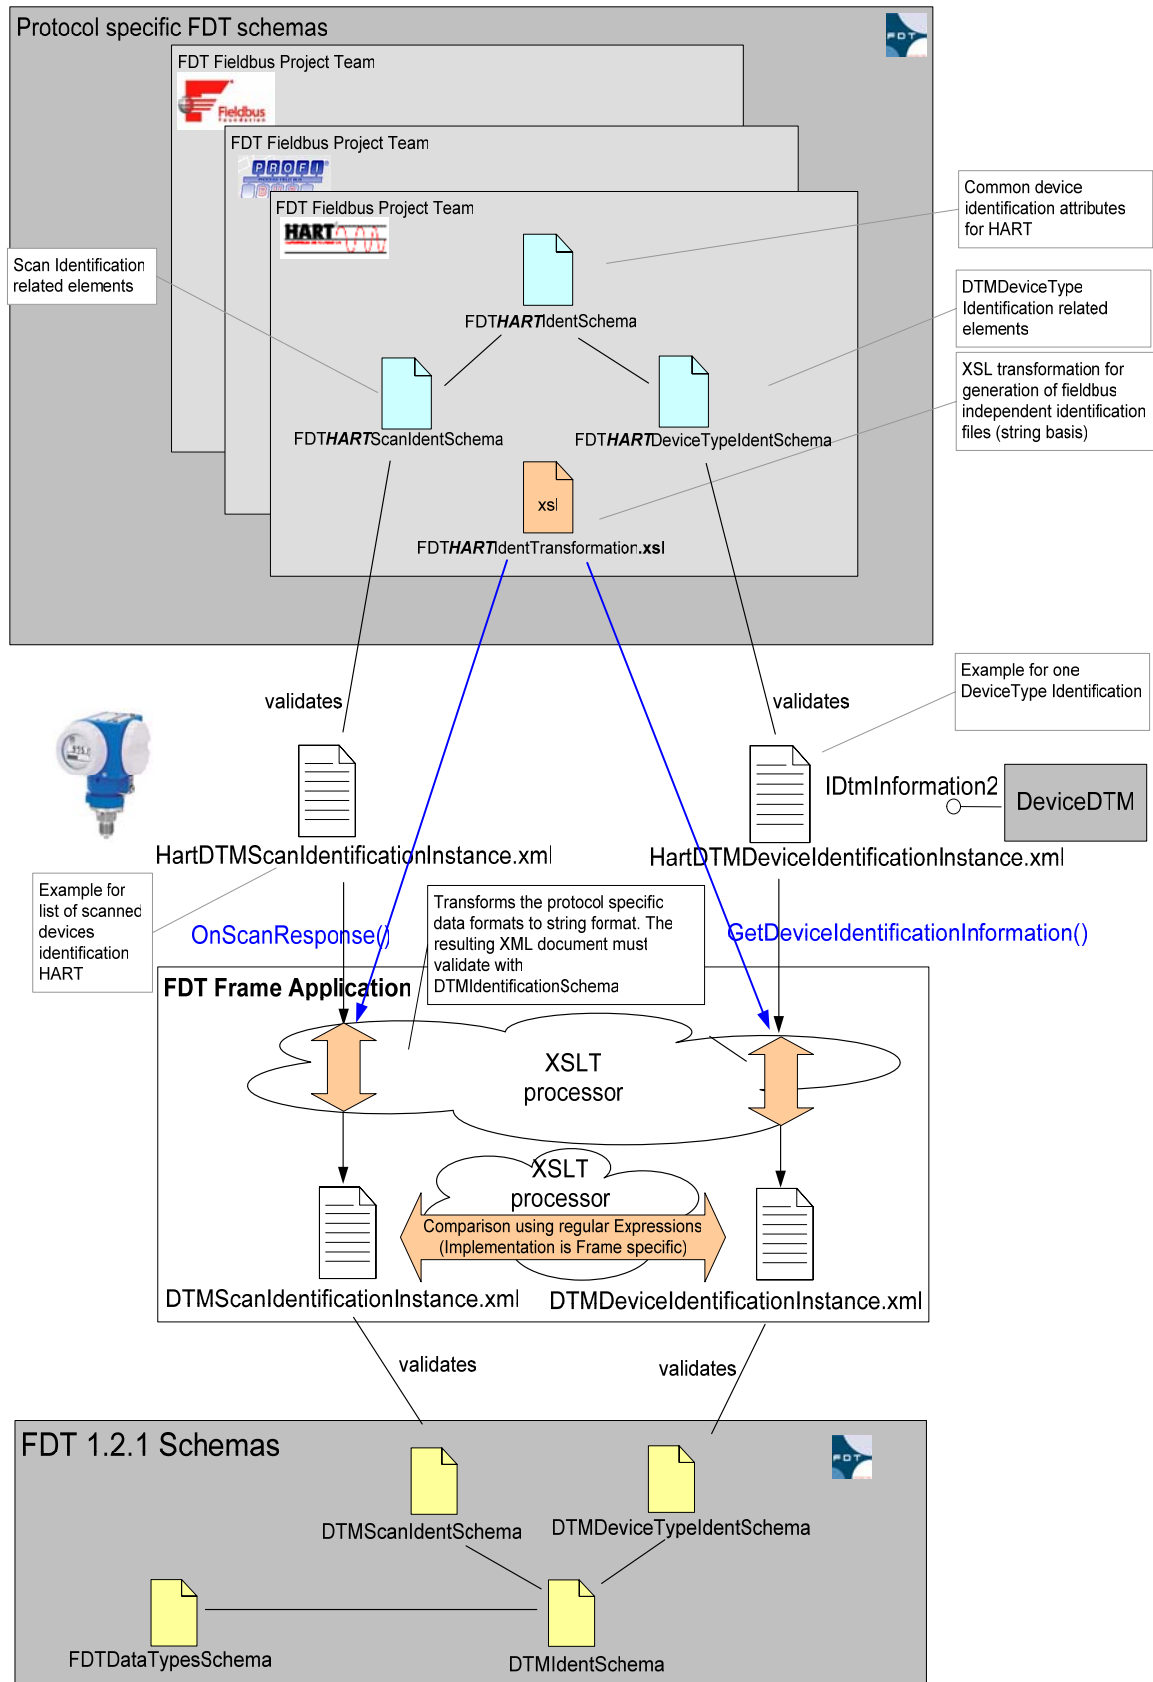 Protocol specific FDT schemas
FDT
FDT Fieldbus Project Team
Fieldbus
Foundation
FDT Fieldbus Project Team
PROFI
BUS
FDT Fieldbus Project Team
HART
Common device
identification attributes
for HART
Scan Identification
related elements
FDTHARTIdentSchema
DTMDeviceType
Identification related
elements
XSL transformation for
generation of fieldbus
independent identification
files (string basis)
FDTHARTScanIdentSchema
FDTHARTDeviceTypeIdentSchema
xsl
FDTHARTIdentTransformation.xsl
Example for one
DeviceType Identification
validates
validates
IDtmInformation2
DeviceDTM
HartDTMScanIdentificationInstance.xml
HartDTMDeviceIdentificationInstance.xml
Example for
list of scanned
devices
identification
HART
Transforms the protocol specific
data formats to string format. The
resulting XML document must
validate with
DTMIdentificationSchema
OnScanResponse()
GetDeviceIdentificationInformation()
FDT Frame Application
XSLT
processor
XSLT
processor
Comparison using regular Expressions
(Implementation is Frame specific)
DTMScanIdentificationInstance.xml
DTMDeviceIdentificationInstance.xml
validates
validates
FDT 1.2.1 Schemas
FDT
DTMScanIdentSchema
DTMDeviceTypeIdentSchema
FDTDataTypesSchema
DTMIdentSchema